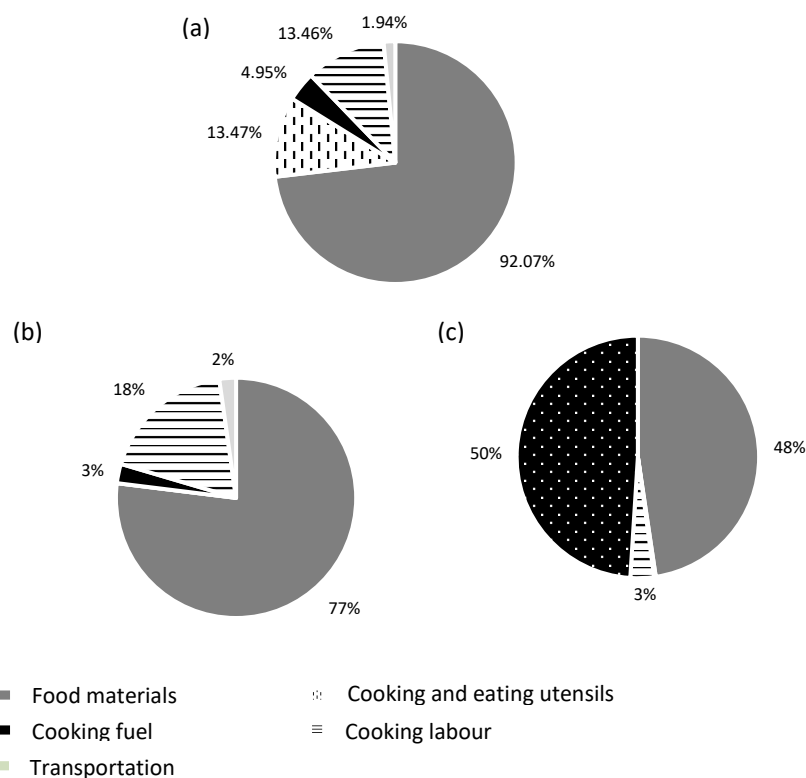 (a)
1.94%
13.46%
4.95%
13.47%
92.07%
(b)
(c)
2%
18%
3%
77%
50%
48%
3%
Food materials
Cooking and eating utensils
Cooking fuel
Cooking labour
Transportation